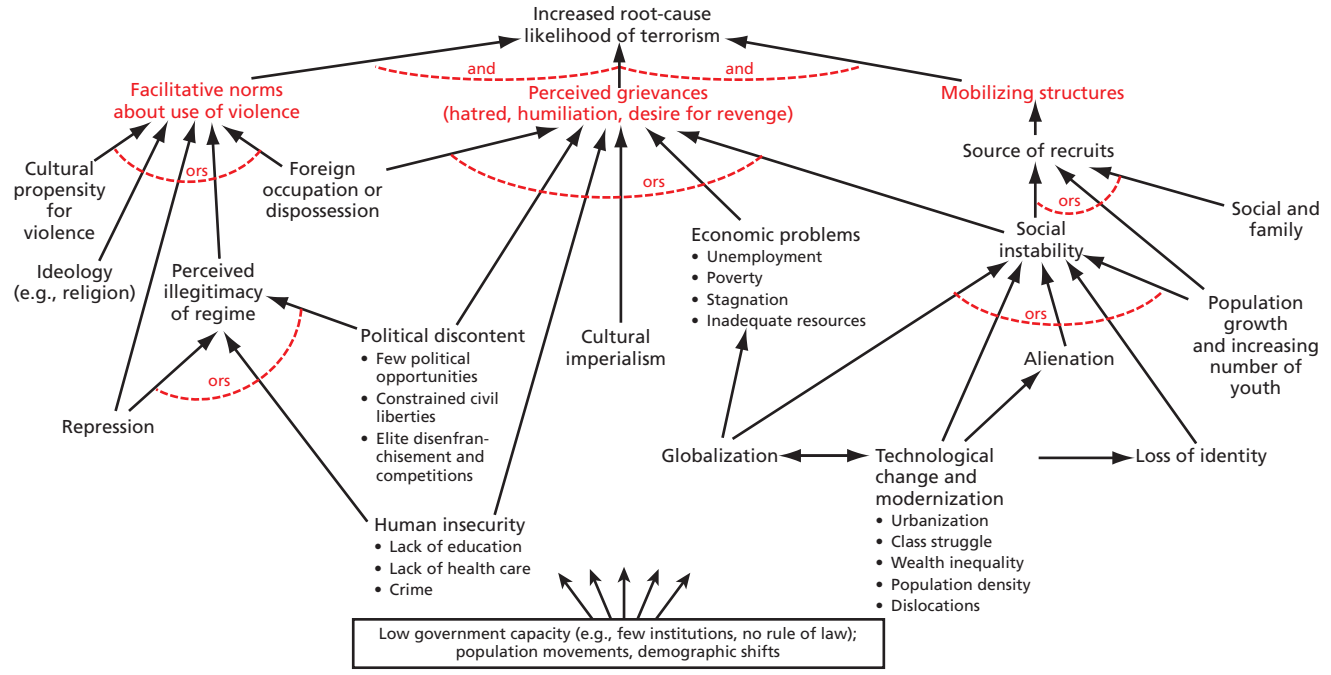 Increased root-cause
likelihood of terrorism
and
and
Facilitative norms
about use of violence
Perceived grievances
(hatred, humiliation, desire for revenge)
Mobilizing structures
Cultural
propensity
for
violence
ors
Foreign
occupation or
dispossession
ors
Source of recruits
ors
Social and
family
Ideology
(e.g., religion)
Perceived
illegitimacy
of regime
Economic problems
• Unemployment
• Poverty
• Stagnation
• Inadequate resources
Social
instability
ors
Population
growth
and increasing
number of
youth
Political discontent
• Few political
opportunities
• Constrained civil
liberties
• Elite disenfran-
chisement and
competitions
Cultural
imperialism
Alienation
ors
Repression
Globalization
Technological
change and
modernization
• Urbanization
• Class struggle
• Wealth inequality
• Population density
• Dislocations
Loss of identity
Human insecurity
• Lack of education
• Lack of health care
• Crime
Low government capacity (e.g., few institutions, no rule of law);
population movements, demographic shifts